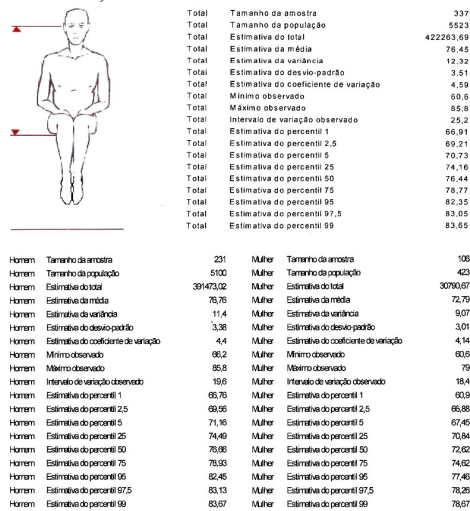 Total Tamanho da amostra 337
Total Tamanho da população 5523
Total Estimativa do total 422263,69
Total Estimativa da média 76,45
Total Estimativa da variância 12,32
Total Estimativa do desvio-padrão 3,51
Total Estimativa do coeficiente de variação 4,59
Total Mínimo observado 60,6
Total Máximo observado 85,8
Total Intervalo de variação observado 25,2
Total Estimativa do percentil 1 66,91
Total Estimativa do percentil 2,5 69,21
Total Estimativa do percentil 5 70,73
Total Estimativa do percentil 25 74,16
Total Estimativa do percentil 50 76,44
Total Estimativa do percentil 75 78,77
Total Estimativa do percentil 95 82,35
Total Estimativa do percentil 97,5 83,05
Total Estimativa do percentil 99 83,65
Homem Tamanho da amostra 231 Mulher Tamanho da amostra 106
Homem Tamanho da população 5100 Mulher Tamanho da população 423
Homem Estimativa do total 391473,02 Mulher Estimativa do total 30790,67
Homem Estimativa da média 76,76 Mulher Estimativa da média 72,79
Homem Estimativa da variância 11,4 Mulher Estimativa da variância 9,07
Homem Estimativa do desvio-padrão 3,38 Mulher Estimativa do desvio-padrão 3,01
Homem Estimativa do coeficiente de variação 4,4 Mulher Estimativa do coeficiente de variação 4,14
Homem Mínimo observado 66,2 Mulher Mínimo observado 60,6
Homem Máximo observado 85,8 Mulher Máximo observado 79
Homem Intervalo de variação observado 19,6 Mulher Intervalo de variação observado 18,4
Homem Estimativa do percentil 1 66,76 Mulher Estimativa do percentil 1 60,9
Homem Estimativa do percentil 2,5 69,56 Mulher Estimativa do percentil 2,5 66,88
Homem Estimativa do percentil 5 71,16 Mulher Estimativa do percentil 5 67,45
Homem Estimativa do percentil 25 74,49 Mulher Estimativa do percentil 25 70,84
Homem Estimativa do percentil 50 76,66 Mulher Estimativa do percentil 50 72,62
Homem Estimativa do percentil 75 78,93 Mulher Estimativa do percentil 75 74,62
Homem Estimativa do percentil 95 82,45 Mulher Estimativa do percentil 95 77,46
Homem Estimativa do percentil 97,5 83,13 Mulher Estimativa do percentil 97,5 78,26
Homem Estimativa do percentil 99 83,67 Mulher Estimativa do percentil 99 78,67